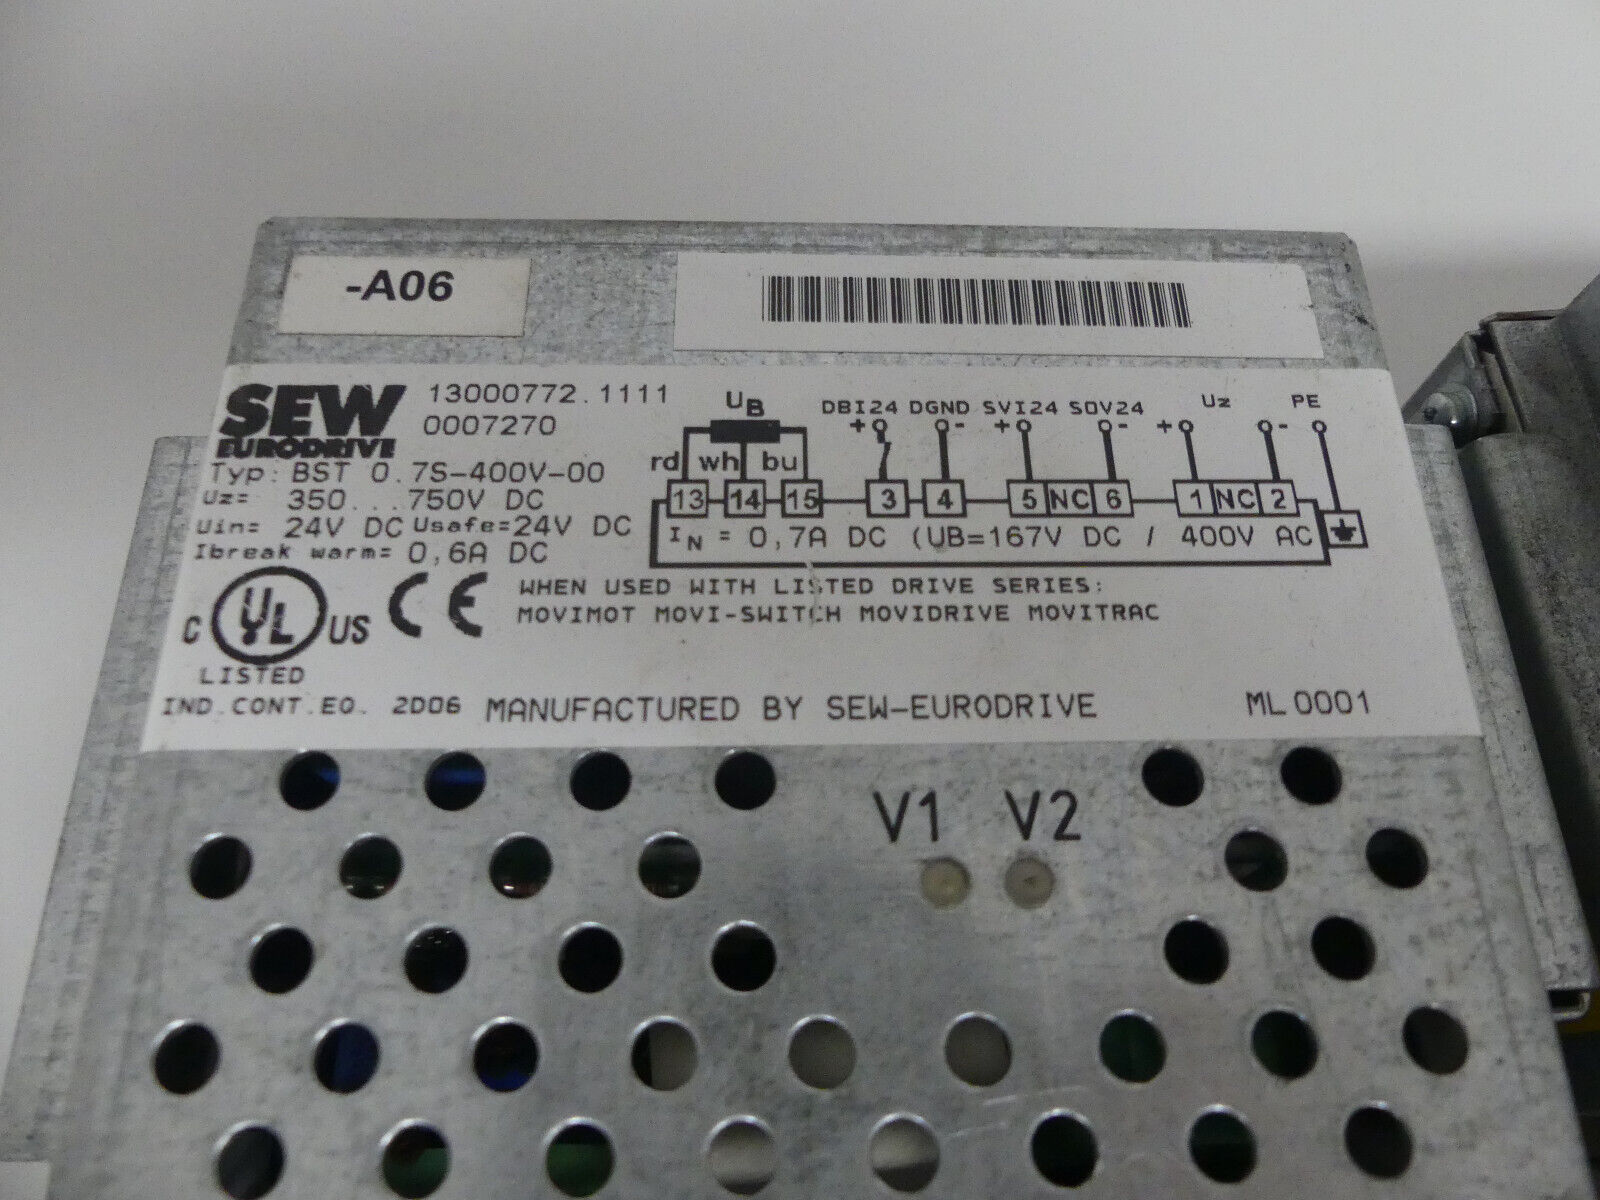 -A06
SEW
EURODRIVE
13000772.1111
0007270
Typ: BST 0.7S-400V-00
Uz= 350...750V DC
Uin= 24V DC Usafe=24V DC
Ibreak warm= 0,6A DC
UB DBI24 DGND SVI24 SOV24 Uz PE
+ - + - + -
rd wh bu
13 14 15 3 4 5 NC 6 1 NC 2
IN = 0,7A DC (UB=167V DC / 400V AC
C UL US
LISTED
CE
WHEN USED WITH LISTED DRIVE SERIES:
MOVIMOT MOVI-SWITCH MOVIDRIVE MOVITRAC
IND.CONT.EQ. 2D06 MANUFACTURED BY SEW-EURODRIVE ML0001
V1 V2